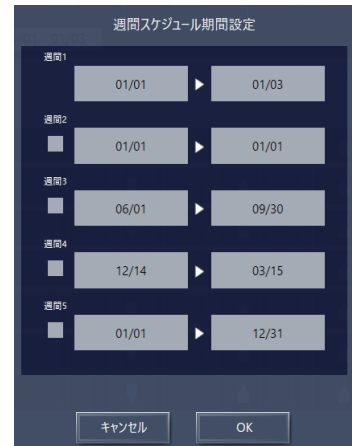 週間スケジュール期間設定
週間1
01/01 ▶ 01/03
週間2
01/01 ▶ 01/01
週間3
06/01 ▶ 09/30
週間4
12/14 ▶ 03/15
週間5
01/01 ▶ 12/31
キャンセル OK